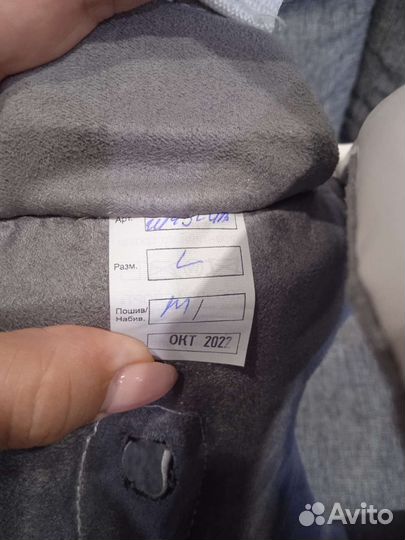 Арт.
Разм. L
Пошив/ М/
Набив.
ОКТ 2022
Avito